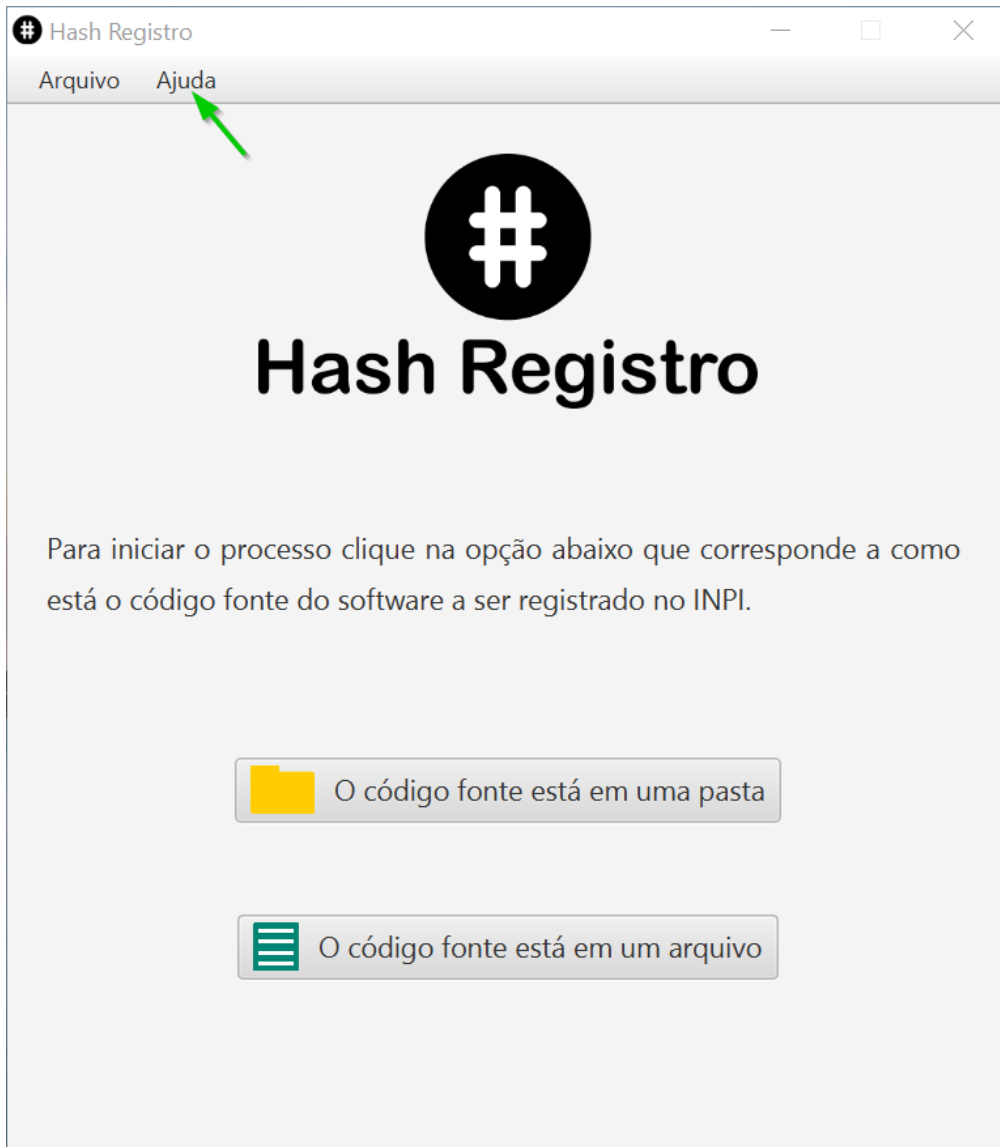 Hash Registro
Arquivo Ajuda
Hash Registro
Para iniciar o processo clique na opção abaixo que corresponde a como
está o código fonte do software a ser registrado no INPI.
O código fonte está em uma pasta
O código fonte está em um arquivo